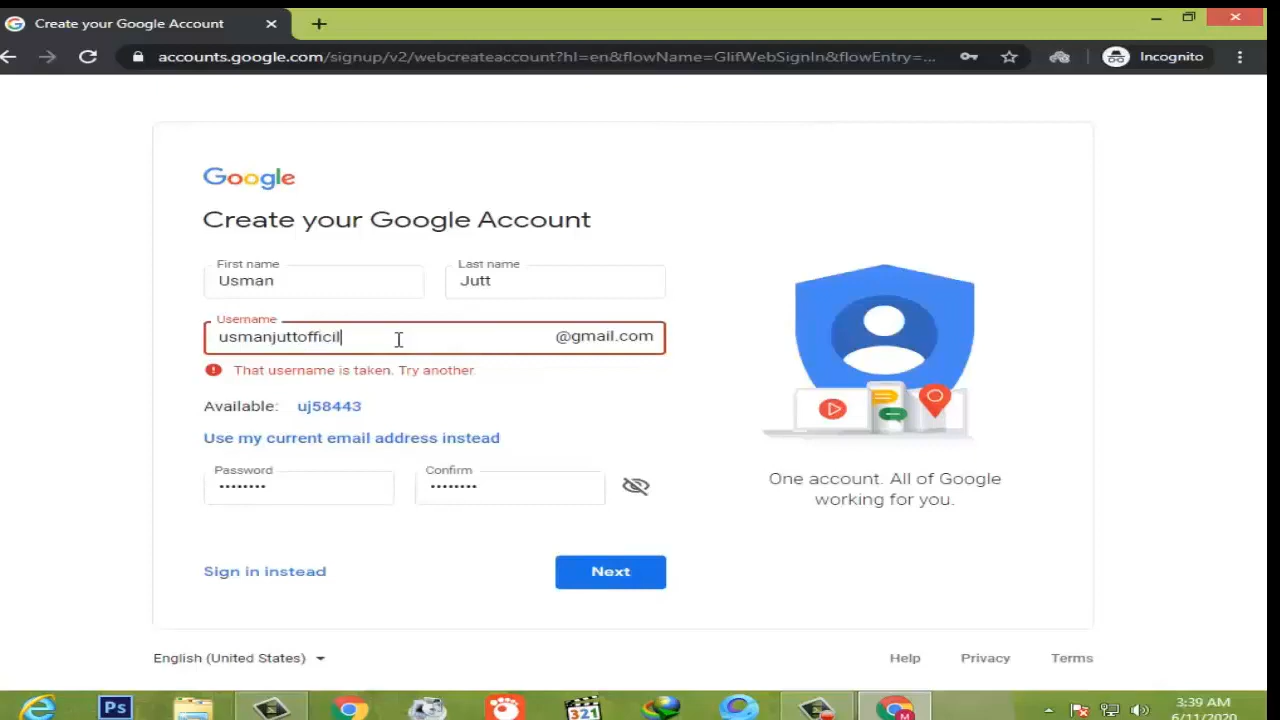 Create your Google Account
accounts.google.com/signup/v2/webcreateaccount?hl=en&flowName=GlifWebSignIn&flowEntry=...
Incognito
Google
Create your Google Account
First name
Usman
Last name
Jutt
Username
usmanjuttofficil
@gmail.com
That username is taken. Try another.
Available: uj58443
Use my current email address instead
Password
Confirm
Sign in instead
Next
One account. All of Google
working for you.
English (United States)
Help
Privacy
Terms
Ps
321
M
3:39 AM
6/11/2020